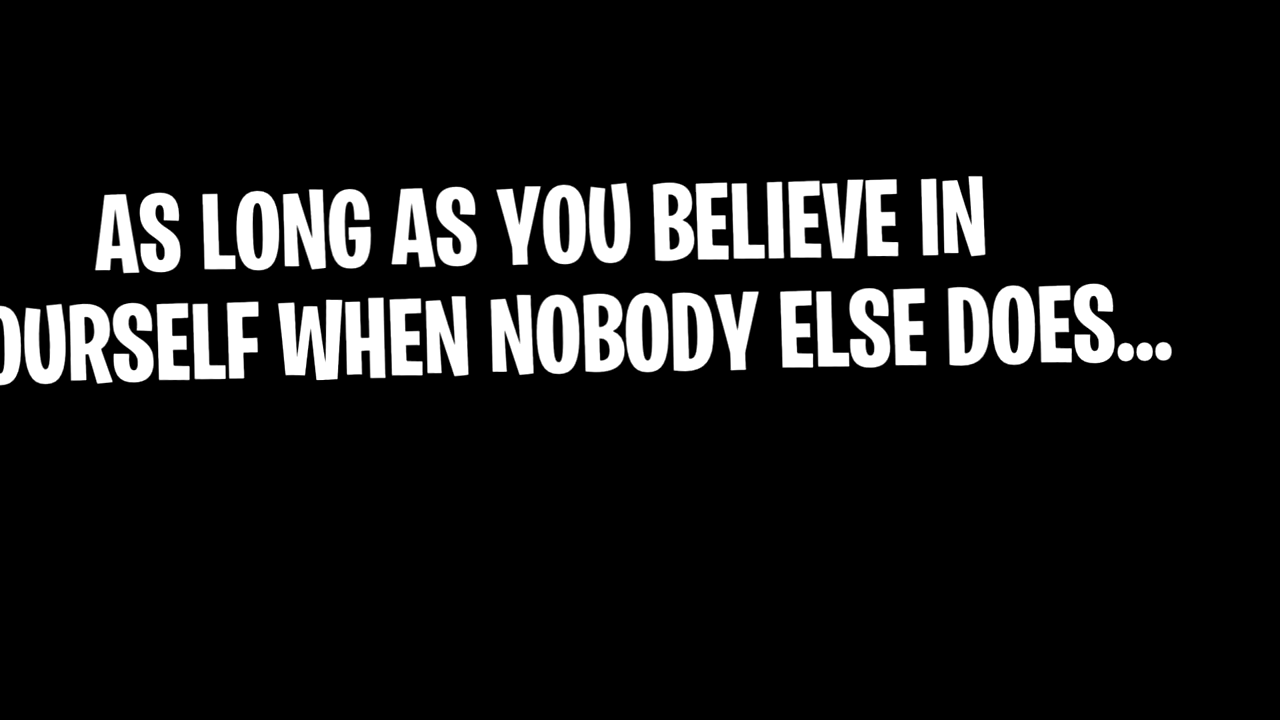 AS LONG AS YOU BELIEVE IN
OURSELF WHEN NOBODY ELSE DOES...